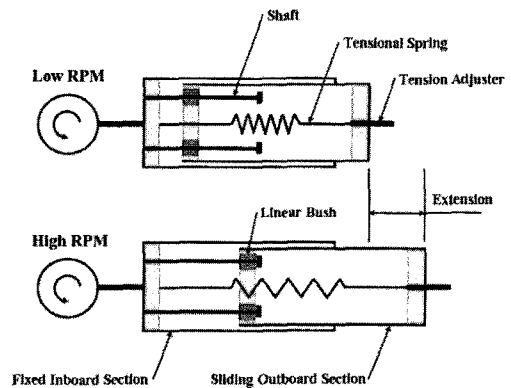 Shaft
Tensional Spring
Low RPM
Tension Adjuster
Extension
Linear Bush
High RPM
Fixed Inboard Section
Sliding Outboard Section